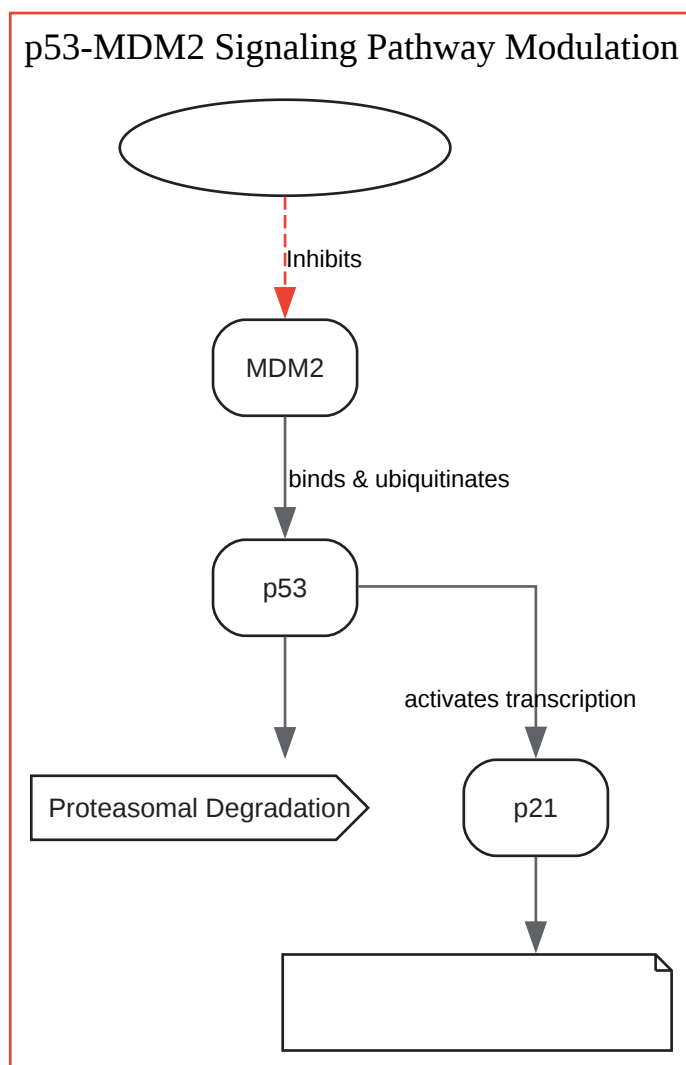 p53-MDM2 Signaling Pathway Modulation
Inhibits
MDM2
binds & ubiquitinates
p53
activates transcription
Proteasomal Degradation
p21